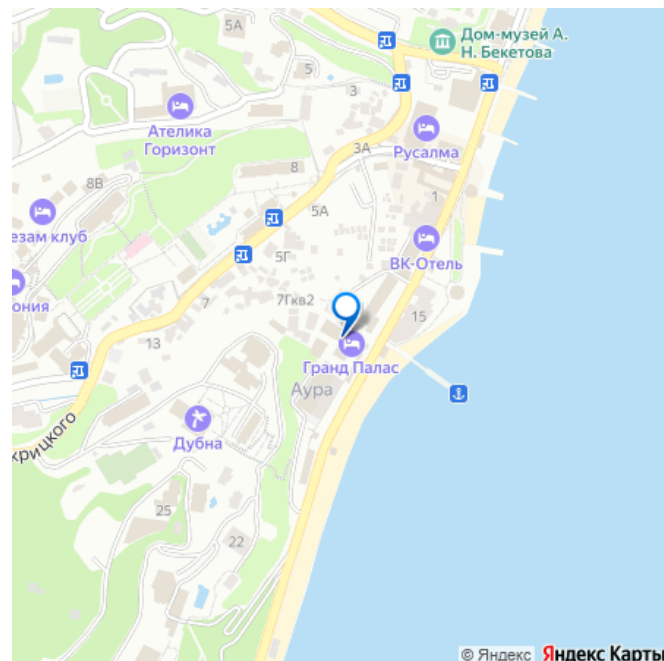 5А
Дом-музей А.
Н. Бекетова
5
3
Ателика
Горизонт
Русалма
3А
8
8В
1
5А
езам клуб
5Г
ВК-Отель
ония
7
7Гкв2
15
13
Гранд Палас
Аура
Дубна
крицкого
25
22
© Яндекс Яндекс Карты